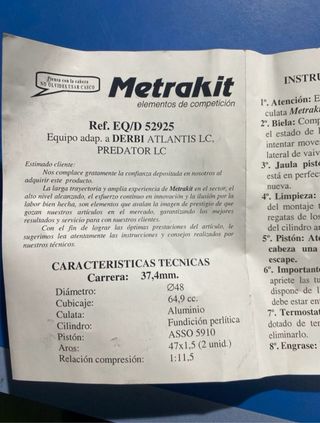 Piensa con la cabeza
NO OLVIDES USAR CASCO
Metrakit
elementos de competición
Ref. EQ/D 52925
Equipo adap. a DERBI ATLANTIS LC,
PREDATOR LC
Estimado cliente:
Nos complace gratamente la confianza depositada en nosotros al
adquirir este producto.
La larga trayectoria y amplia experiencia de Metrakit en el sector, el
alto nivel alcanzado, el esfuerzo contínuo en innovación y la ilusión por la
labor bien hecha, son elementos que avalan la imagen de prestigio de que
gozan nuestros artículos en el mercado, garantizando los mejores
resultados y servicio para con nuestros clientes.
Con el fin de lograr las óptimas prestaciones del artículo, le
sugerimos lea atentamente las instrucciones y consejos realizados por
nuestros técnicos.
CARACTERISTICAS TECNICAS
Carrera: 37,4mm.
Diámetro: Ø48
Cubicaje: 64,9 cc.
Culata: Aluminio
Cilindro: Fundición perlítica
Pistón: ASSO 5910
Aros: 47x1,5 (2 unid.)
Relación compresión: 1:11,5
INSTRU
1º. Atención: E
culata Metrak
2º. Biela: Comp
el estado de l
intentar move
lateral de vaiv
3º. Jaula pisto
está en perfec
nueva.
4º. Limpieza:
del montaje t
regatas de los
del cilindro a
5º. Pistón: Ate
cabeza una
escape.
6º. Important
apriete las tu
dispone de l
debe estar en
7º. Termostat
dotado de ter
eliminarlo.
8º. Engrase: